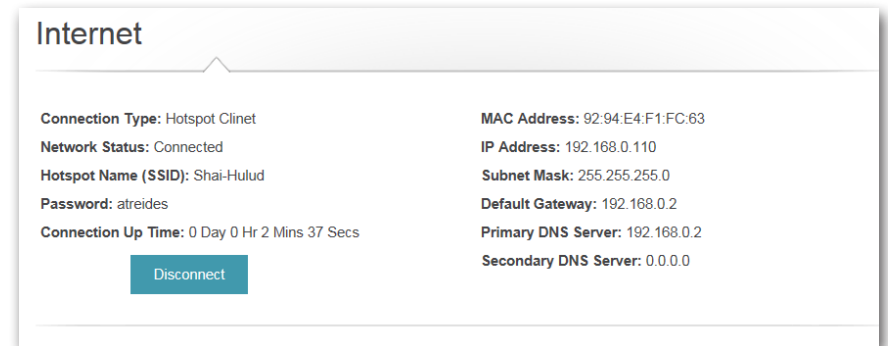 Internet
Connection Type: Hotspot Clinet
Network Status: Connected
Hotspot Name (SSID): Shai-Hulud
Password: atreides
Connection Up Time: 0 Day 0 Hr 2 Mins 37 Secs
Disconnect
MAC Address: 92:94:E4:F1:FC:63
IP Address: 192.168.0.110
Subnet Mask: 255.255.255.0
Default Gateway: 192.168.0.2
Primary DNS Server: 192.168.0.2
Secondary DNS Server: 0.0.0.0